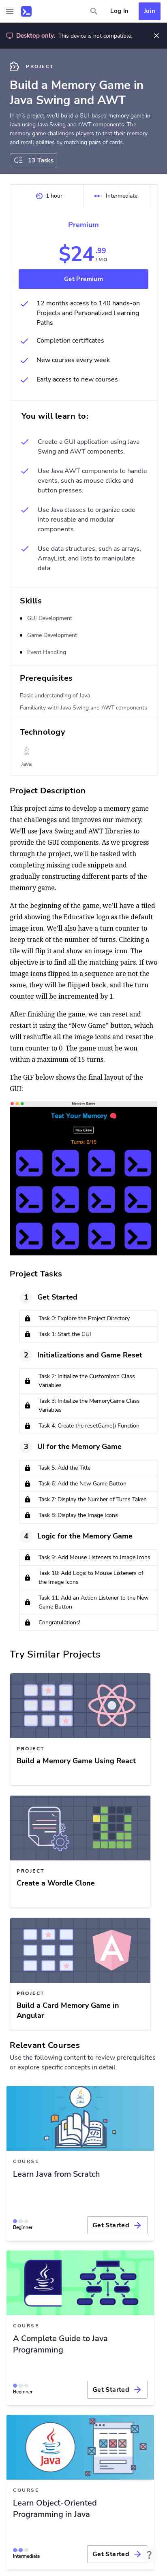 Log In
Join
Desktop only. This device is not compatible.
PROJECT
Build a Memory Game in
Java Swing and AWT
In this project, we'll build a GUI-based memory game in
Java using Java Swing and AWT components. The
memory game challenges players to test their memory
and recall abilities by matching pairs of cards.
13 Tasks
1 hour
Intermediate
Premium
$24.99
/MO
Get Premium
12 months access to 140 hands-on
Projects and Personalized Learning
Paths
Completion certificates
New courses every week
Early access to new courses
You will learn to:
Create a GUI application using Java
Swing and AWT components.
Use Java AWT components to handle
events, such as mouse clicks and
button presses.
Use Java classes to organize code
into reusable and modular
components.
Use data structures, such as arrays,
ArrayList, and lists to manipulate
data.
Skills
GUI Development
Game Development
Event Handling
Prerequisites
Basic understanding of Java
Familiarity with Java Swing and AWT components
Technology
Java
Project Description
This project aims to develop a memory game
that challenges and improves our memory.
We'll use Java Swing and AWT libraries to
provide the GUI components. As we progress
through the project, we'll be tasked with
completing missing code snippets and
gradually constructing different parts of the
memory game.
At the beginning of the game, we'll have a tiled
grid showing the Educative logo as the default
image icon. We'll also have a turn counter to
keep track of the number of turns. Clicking a
tile will flip it and show an image icon. The
objective is to find all the matching pairs. If two
image icons flipped in a sequence are not the
same, they will be flipped back, and the turn
counter will be incremented by 1.
After finishing the game, we can reset and
restart it using the “New Game” button, which
will reshuffle all the image icons and reset the
turn counter to 0. The game must be won
within a maximum of 15 turns.
The GIF below shows the final layout of the
GUI:
Memory Game
Test Your Memory
New Game
Turns: 0/15
Project Tasks
1 Get Started
Task 0: Explore the Project Directory
Task 1: Start the GUI
2 Initializations and Game Reset
Task 2: Initialize the CustomIcon Class
Variables
Task 3: Initialize the MemoryGame Class
Variables
Task 4: Create the resetGame() Function
3 UI for the Memory Game
Task 5: Add the Title
Task 6: Add the New Game Button
Task 7: Display the Number of Turns Taken
Task 8: Display the Image Icons
4 Logic for the Memory Game
Task 9: Add Mouse Listeners to Image Icons
Task 10: Add Logic to Mouse Listeners of
the Image Icons
Task 11: Add an Action Listener to the New
Game Button
Congratulations!
Try Similar Projects
PROJECT
Build a Memory Game Using React
PROJECT
Create a Wordle Clone
PROJECT
Build a Card Memory Game in
Angular
Relevant Courses
Use the following content to review prerequisites
or explore specific concepts in detail.
COURSE
Learn Java from Scratch
Beginner
Get Started
COURSE
A Complete Guide to Java
Programming
Beginner
Get Started
COURSE
Learn Object-Oriented
Programming in Java
Intermediate
Get Started
?